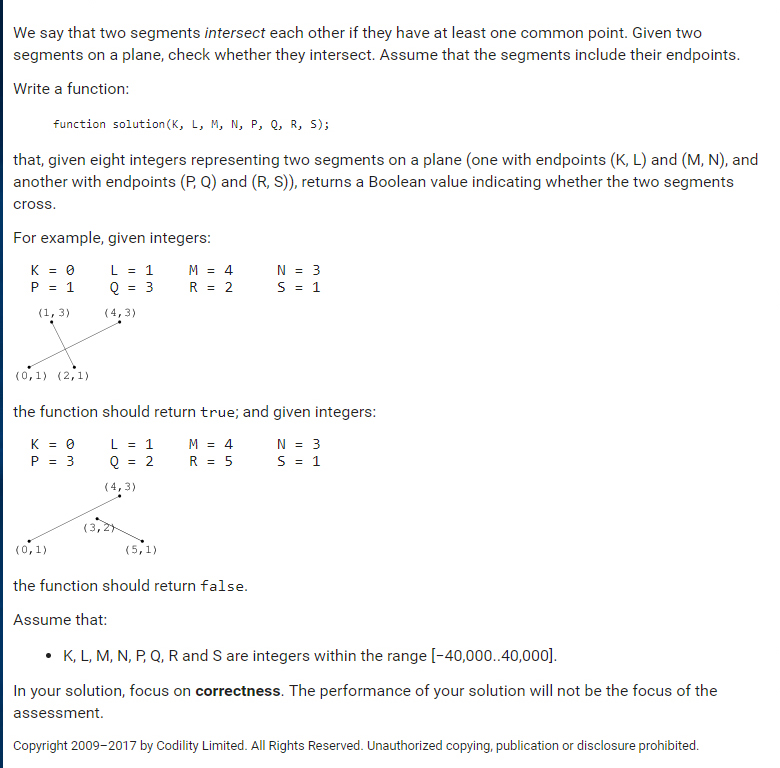 We say that two segments intersect each other if they have at least one common point. Given two
segments on a plane, check whether they intersect. Assume that the segments include their endpoints.
Write a function:
function solution(K, L, M, N, P, Q, R, S);
that, given eight integers representing two segments on a plane (one with endpoints (K, L) and (M, N), and
another with endpoints (P, Q) and (R, S)), returns a Boolean value indicating whether the two segments
cross.
For example, given integers:
K = 0 L = 1 M = 4 N = 3
P = 1 Q = 3 R = 2 S = 1
(1,3) (4,3)
(0,1) (2,1)
the function should return true; and given integers:
K = 0 L = 1 M = 4 N = 3
P = 3 Q = 2 R = 5 S = 1
(4,3)
(3,2)
(0,1) (5,1)
the function should return false.
Assume that:
• K, L, M, N, P, Q, R and S are integers within the range [−40,000..40,000].
In your solution, focus on correctness. The performance of your solution will not be the focus of the
assessment.
Copyright 2009–2017 by Codility Limited. All Rights Reserved. Unauthorized copying, publication or disclosure prohibited.